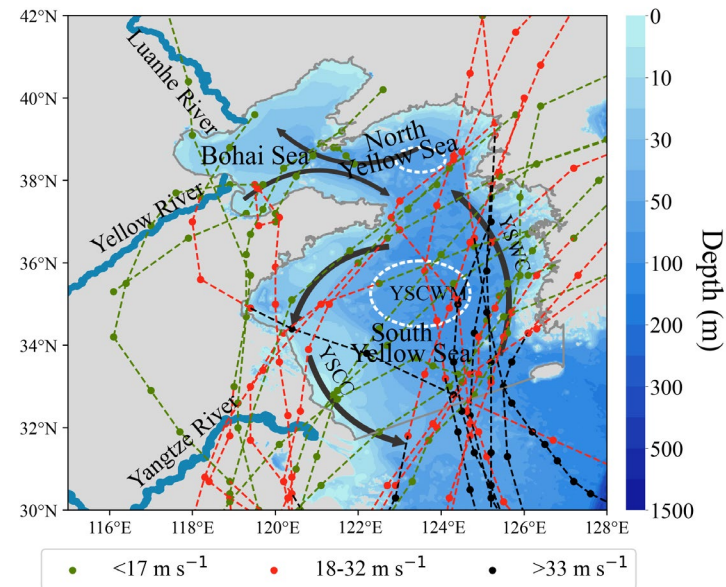 42°N
40°N
38°N
36°N
34°N
32°N
30°N
116°E
118°E
120°E
122°E
124°E
126°E
128°E
Luanhe River
Bohai Sea
North
Yellow Sea
Yellow River
YSWC
YSCWM
South
Yellow Sea
YSCC
Yangtze River
0
10
30
50
100
200
300
500
1500
Depth (m)
<17 m s⁻¹
18-32 m s⁻¹
>33 m s⁻¹